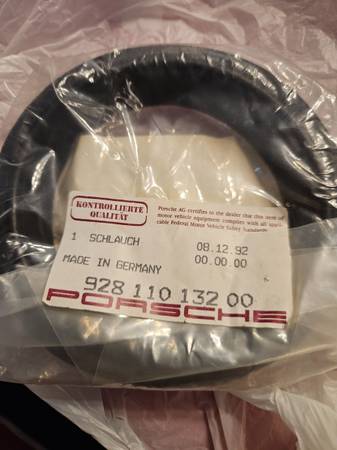 KONTROLLIERTE
QUALITÄT
Porsche AG certifies to the dealer that this item of
motor vehicle equipment complies with all appli-
cable Federal Motor Vehicle Safety Standards
1 SCHLAUCH 08.12.92
MADE IN GERMANY 00.00.00
928 110 132 00
PORSCHE